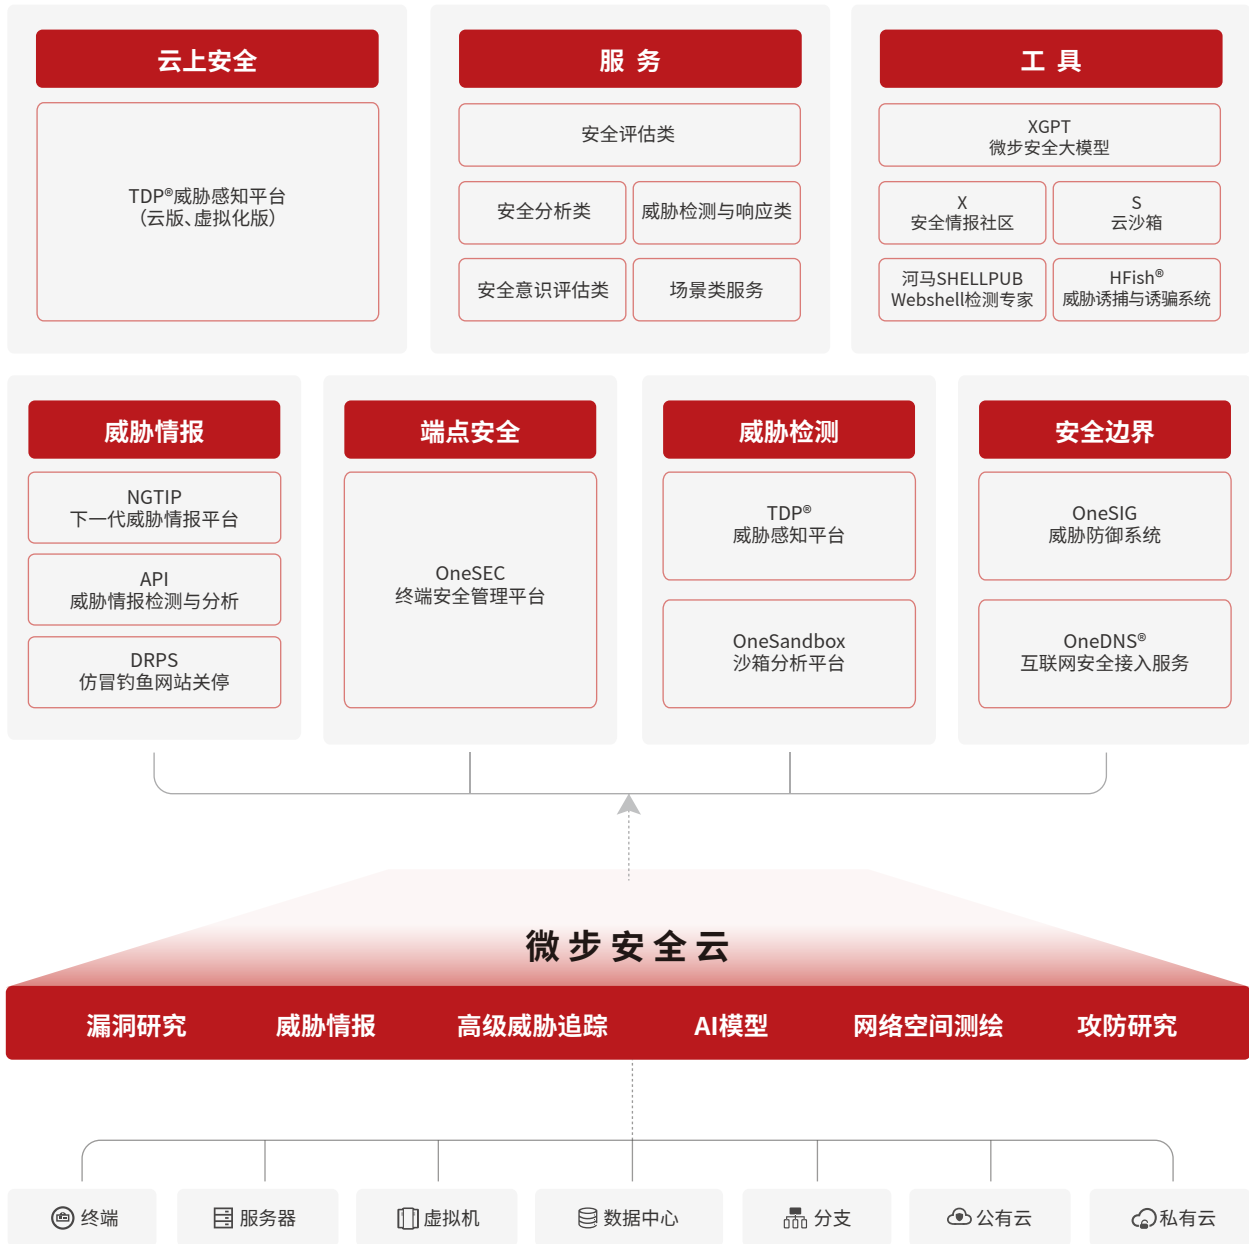 云上安全
TDP®威胁感知平台
（云版、虚拟化版）
服 务
安全评估类
安全分析类
威胁检测与响应类
安全意识评估类
场景类服务
工 具
XGPT
微步安全大模型
X
安全情报社区
S
云沙箱
河马SHELLPUB
Webshell检测专家
HFish®
威胁诱捕与诱骗系统
威胁情报
NGTIP
下一代威胁情报平台
API
威胁情报检测与分析
DRPS
仿冒钓鱼网站关停
端点安全
OneSEC
终端安全管理平台
威胁检测
TDP®
威胁感知平台
OneSandbox
沙箱分析平台
安全边界
OneSIG
威胁防御系统
OneDNS®
互联网安全接入服务
微步安全云
漏洞研究
威胁情报
高级威胁追踪
AI模型
网络空间测绘
攻防研究
终端
服务器
虚拟机
数据中心
分支
公有云
私有云